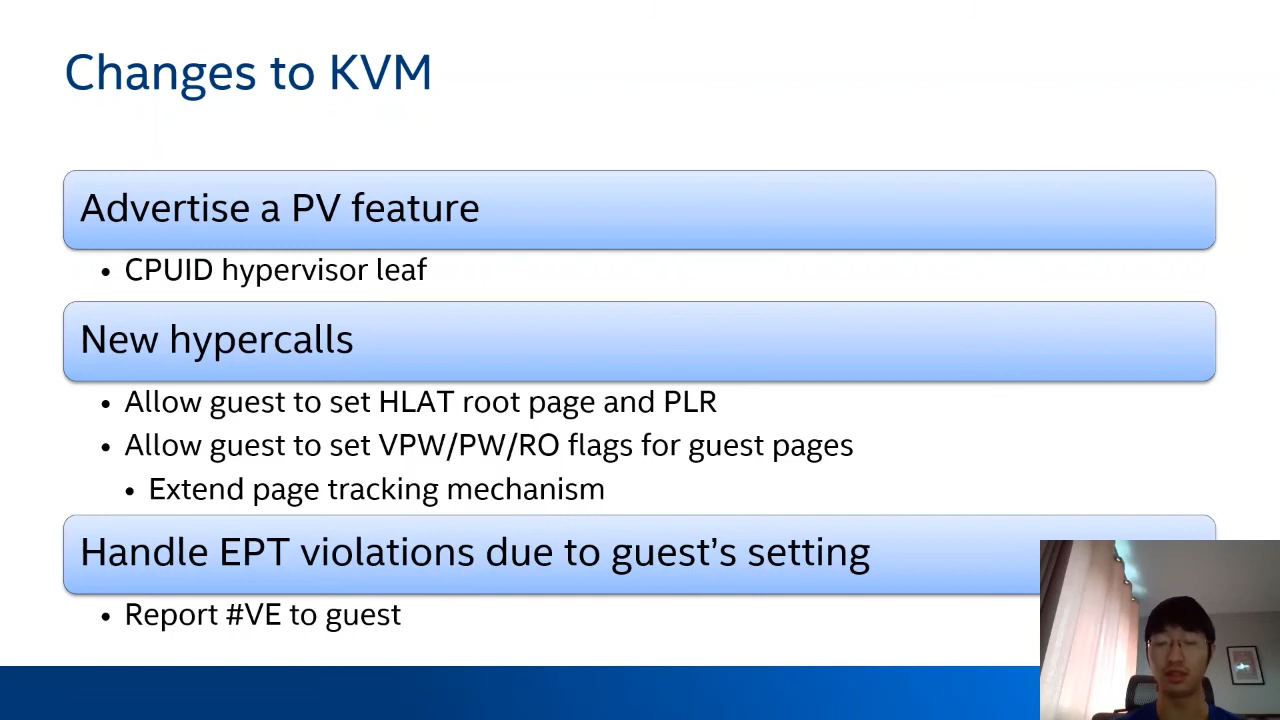 Changes to KVM
Advertise a PV feature
• CPUID hypervisor leaf
New hypercalls
• Allow guest to set HLAT root page and PLR
• Allow guest to set VPW/PW/RO flags for guest pages
• Extend page tracking mechanism
Handle EPT violations due to guest’s setting
• Report #VE to guest